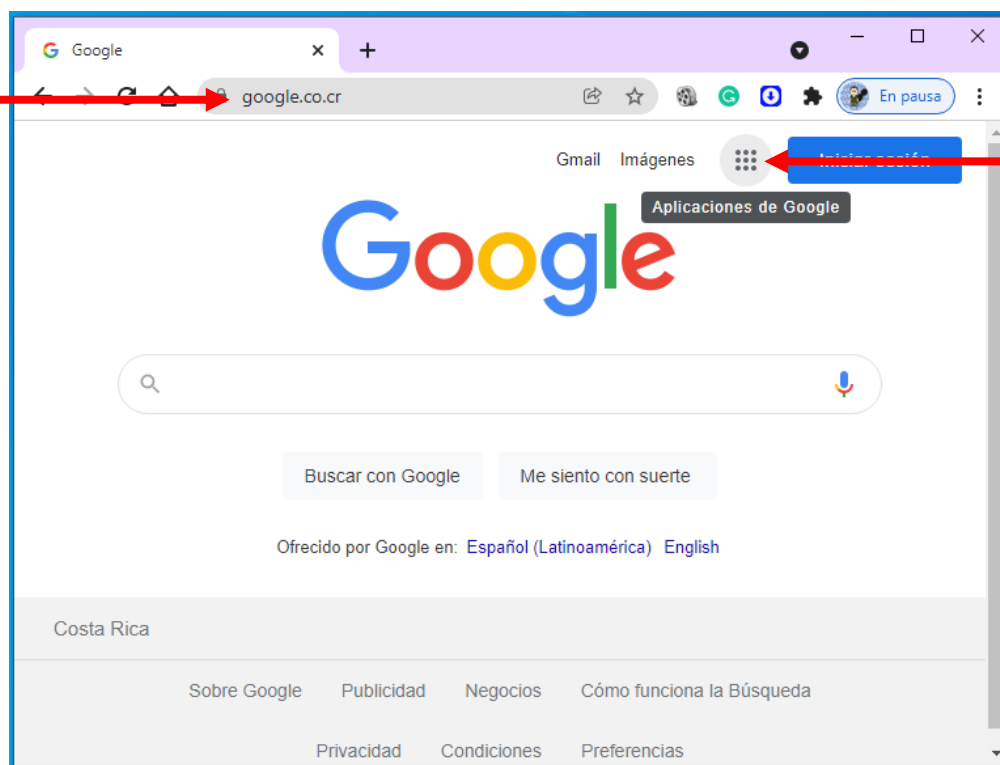 Google
google.co.cr
En pausa
Gmail Imágenes
Iniciar sesión
Aplicaciones de Google
Google
Buscar con Google Me siento con suerte
Ofrecido por Google en: Español (Latinoamérica) English
Costa Rica
Sobre Google Publicidad Negocios Cómo funciona la Búsqueda
Privacidad Condiciones Preferencias